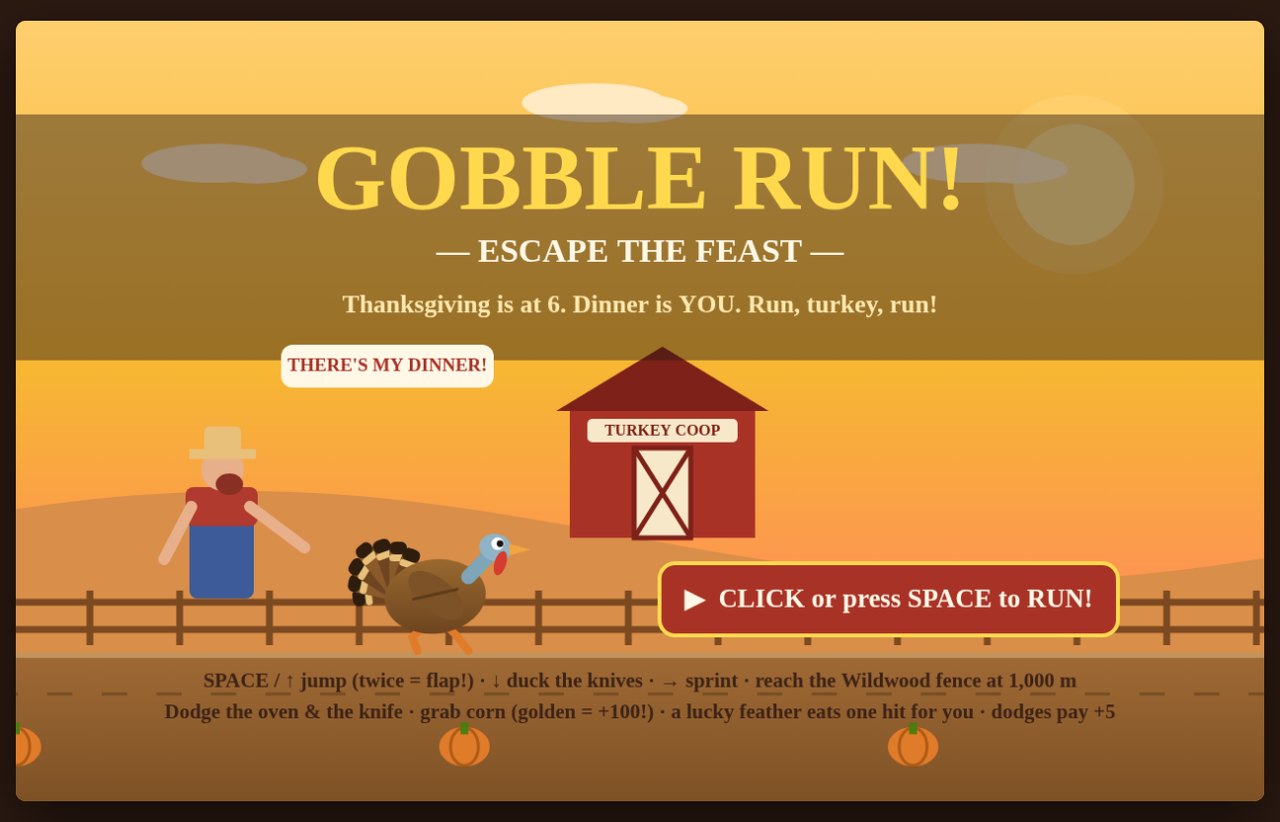 GOBBLE RUN!
— ESCAPE THE FEAST —
Thanksgiving is at 6. Dinner is YOU. Run, turkey, run!
THERE'S MY DINNER!
TURKEY COOP
▶ CLICK or press SPACE to RUN!
SPACE / ↑ jump (twice = flap!) · ↓ duck the knives · → sprint · reach the Wildwood fence at 1,000 m
Dodge the oven & the knife · grab corn (golden = +100!) · a lucky feather eats one hit for you · dodges pay +5